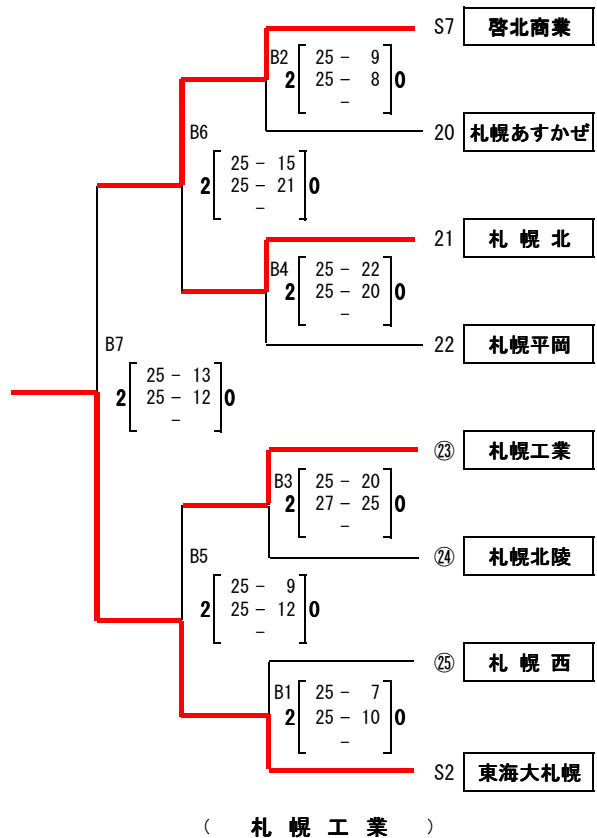 S7 啓北商業
B2
25 － 9
2 25 － 8 0
－
20 札幌あすかぜ
B6
25 － 15
2 25 － 21 0
－
21 札 幌 北
B4
25 － 22
2 25 － 20 0
－
22 札幌平岡
B7
25 － 13
2 25 － 12 0
－
㉓ 札幌工業
B3
25 － 20
2 27 － 25 0
－
㉔ 札幌北陵
B5
25 － 9
2 25 － 12 0
－
㉕ 札 幌 西
B1
25 － 7
2 25 － 10 0
－
S2 東海大札幌
（ 札 幌 工 業 ）